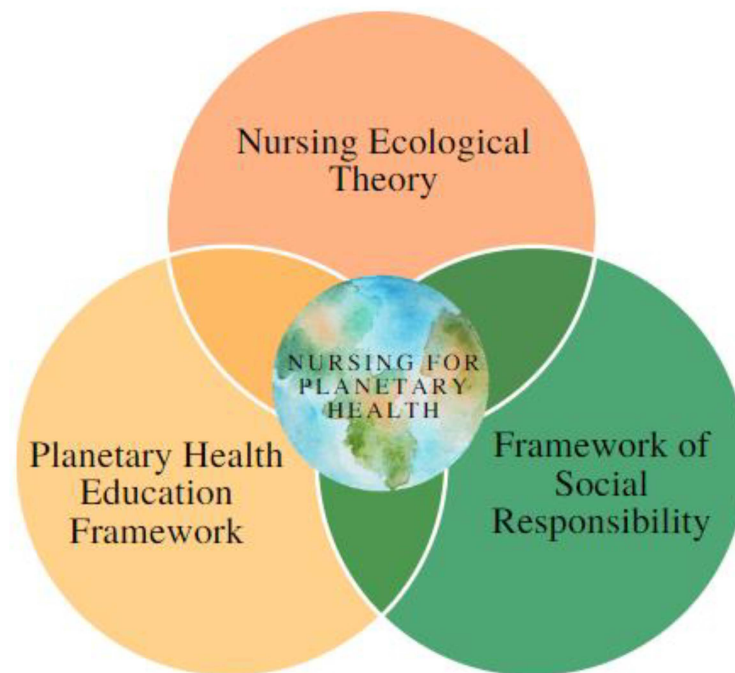 Nursing Ecological
Theory
NURSING FOR
PLANETARY
HEALTH
Planetary Health
Education
Framework
Framework of
Social
Responsibility